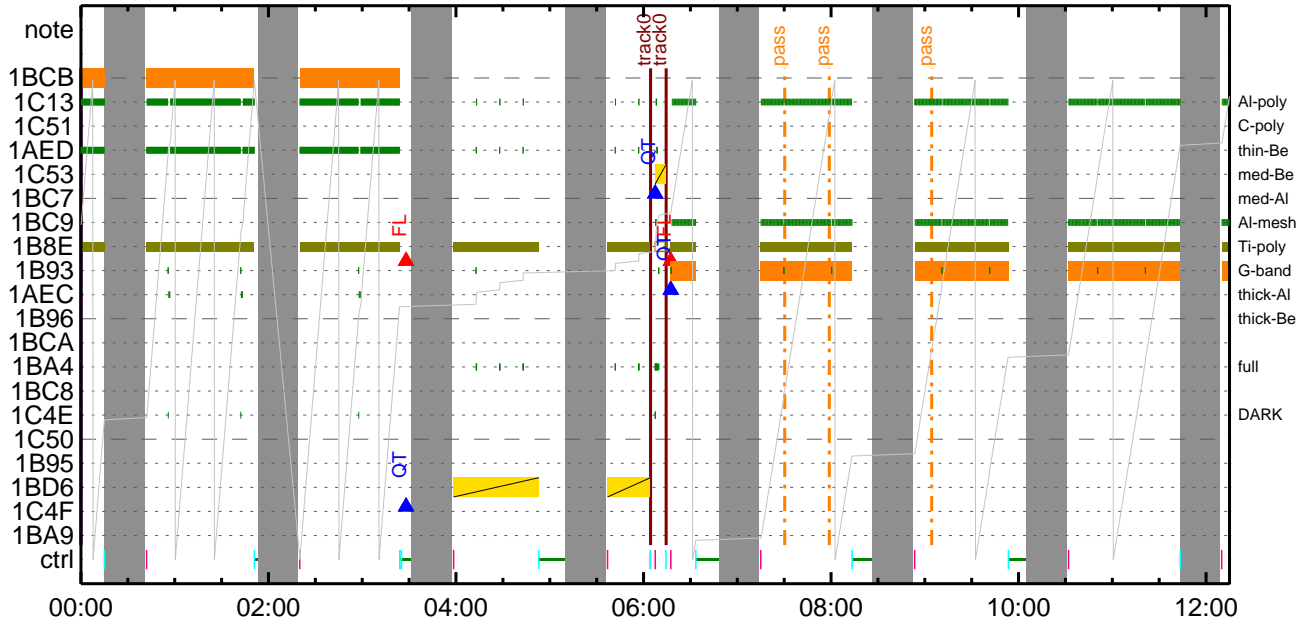 note
track0
track0
pass
pass
pass
1BCB
1C13 Al-poly
1C51 C-poly
1AED thin-Be
QT
1C53 med-Be
1BC7 med-Al
1BC9 Al-mesh
FL
FL
QT
1B8E Ti-poly
1B93 G-band
1AEC thick-Al
1B96 thick-Be
1BCA
1BA4 full
1BC8
1C4E DARK
1C50
QT
1B95
1BD6
1C4F
1BA9
ctrl
00:00 02:00 04:00 06:00 08:00 10:00 12:00